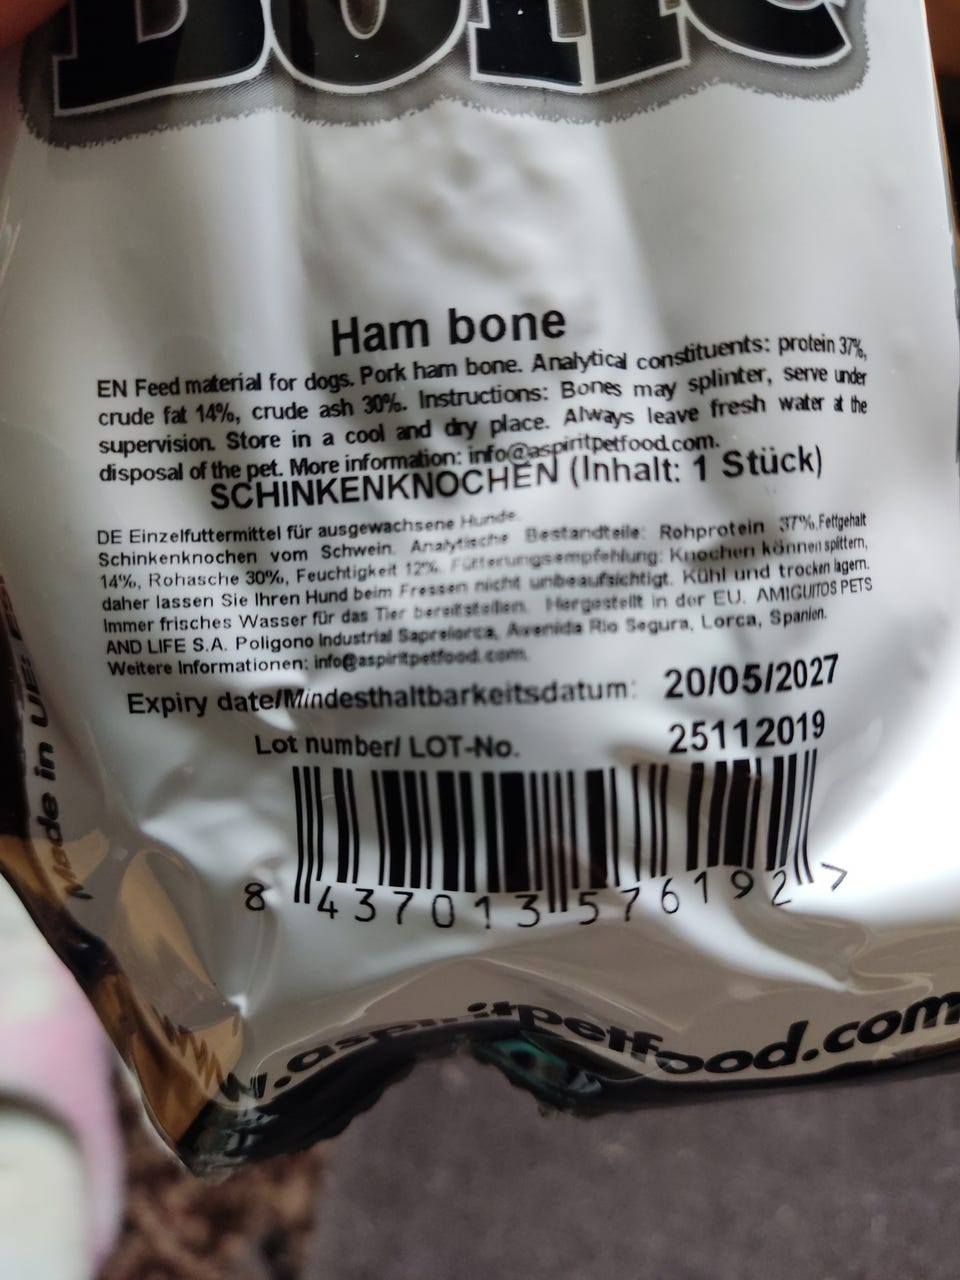 Bone
Ham bone
EN Feed material for dogs. Pork ham bone. Analytical constituents: protein 37%,
crude fat 14%, crude ash 30%. Instructions: Bones may splinter, serve under
supervision. Store in a cool and dry place. Always leave fresh water at the
disposal of the pet. More information: info@aspiritpetfood.com.
SCHINKENKNOCHEN (Inhalt: 1 Stück)
DE Einzelfuttermittel für ausgewachsene Hunde.
Schinkenknochen vom Schwein. Analytische Bestandteile: Rohprotein 37%,Fettgehalt
14%, Rohasche 30%, Feuchtigkeit 12%. Fütterungsempfehlung: Knochen können splittern,
daher lassen Sie Ihren Hund beim Fressen nicht unbeaufsichtigt. Kühl und trocken lagern.
Immer frisches Wasser für das Tier bereitstellen. Hergestellt in der EU. AMIGUITOS PETS
AND LIFE S.A. Poligono Industrial Saprelorca, Avenida Rio Segura, Lorca, Spanien.
Weitere Informationen: info@aspiritpetfood.com.
Expiry date/Mindesthaltbarkeitsdatum: 20/05/2027
Lot number/ LOT-No. 25112019
8 437013 576192 >
Made in UE/
w.aspiritpetfood.com